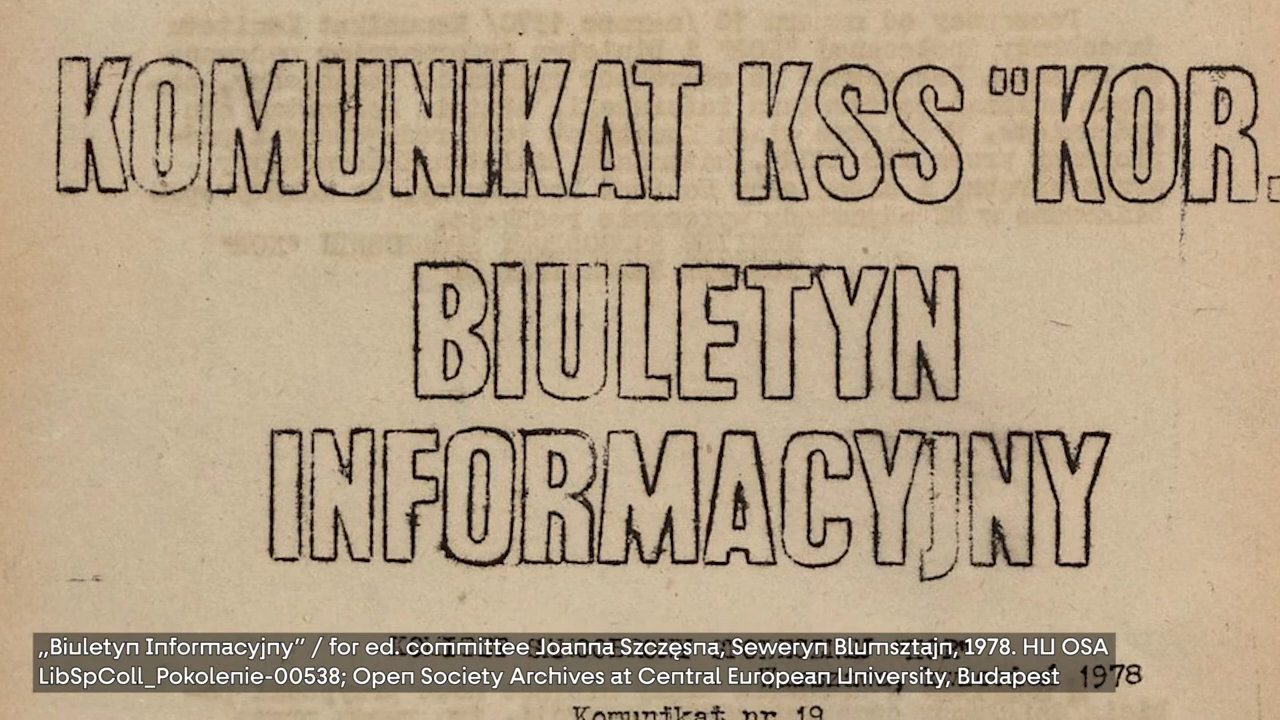 KOMUNIKAT KSS "KOR.
BIULETYN
INFORMACYJNY
„Biuletyn Informacyjny” / for ed. committee Joanna Szczęsna, Seweryn Blumsztajn, 1978. HU OSA
LibSpColl_Pokolenie-00538; Open Society Archives at Central European University, Budapest
1978
Komunikat nr 19